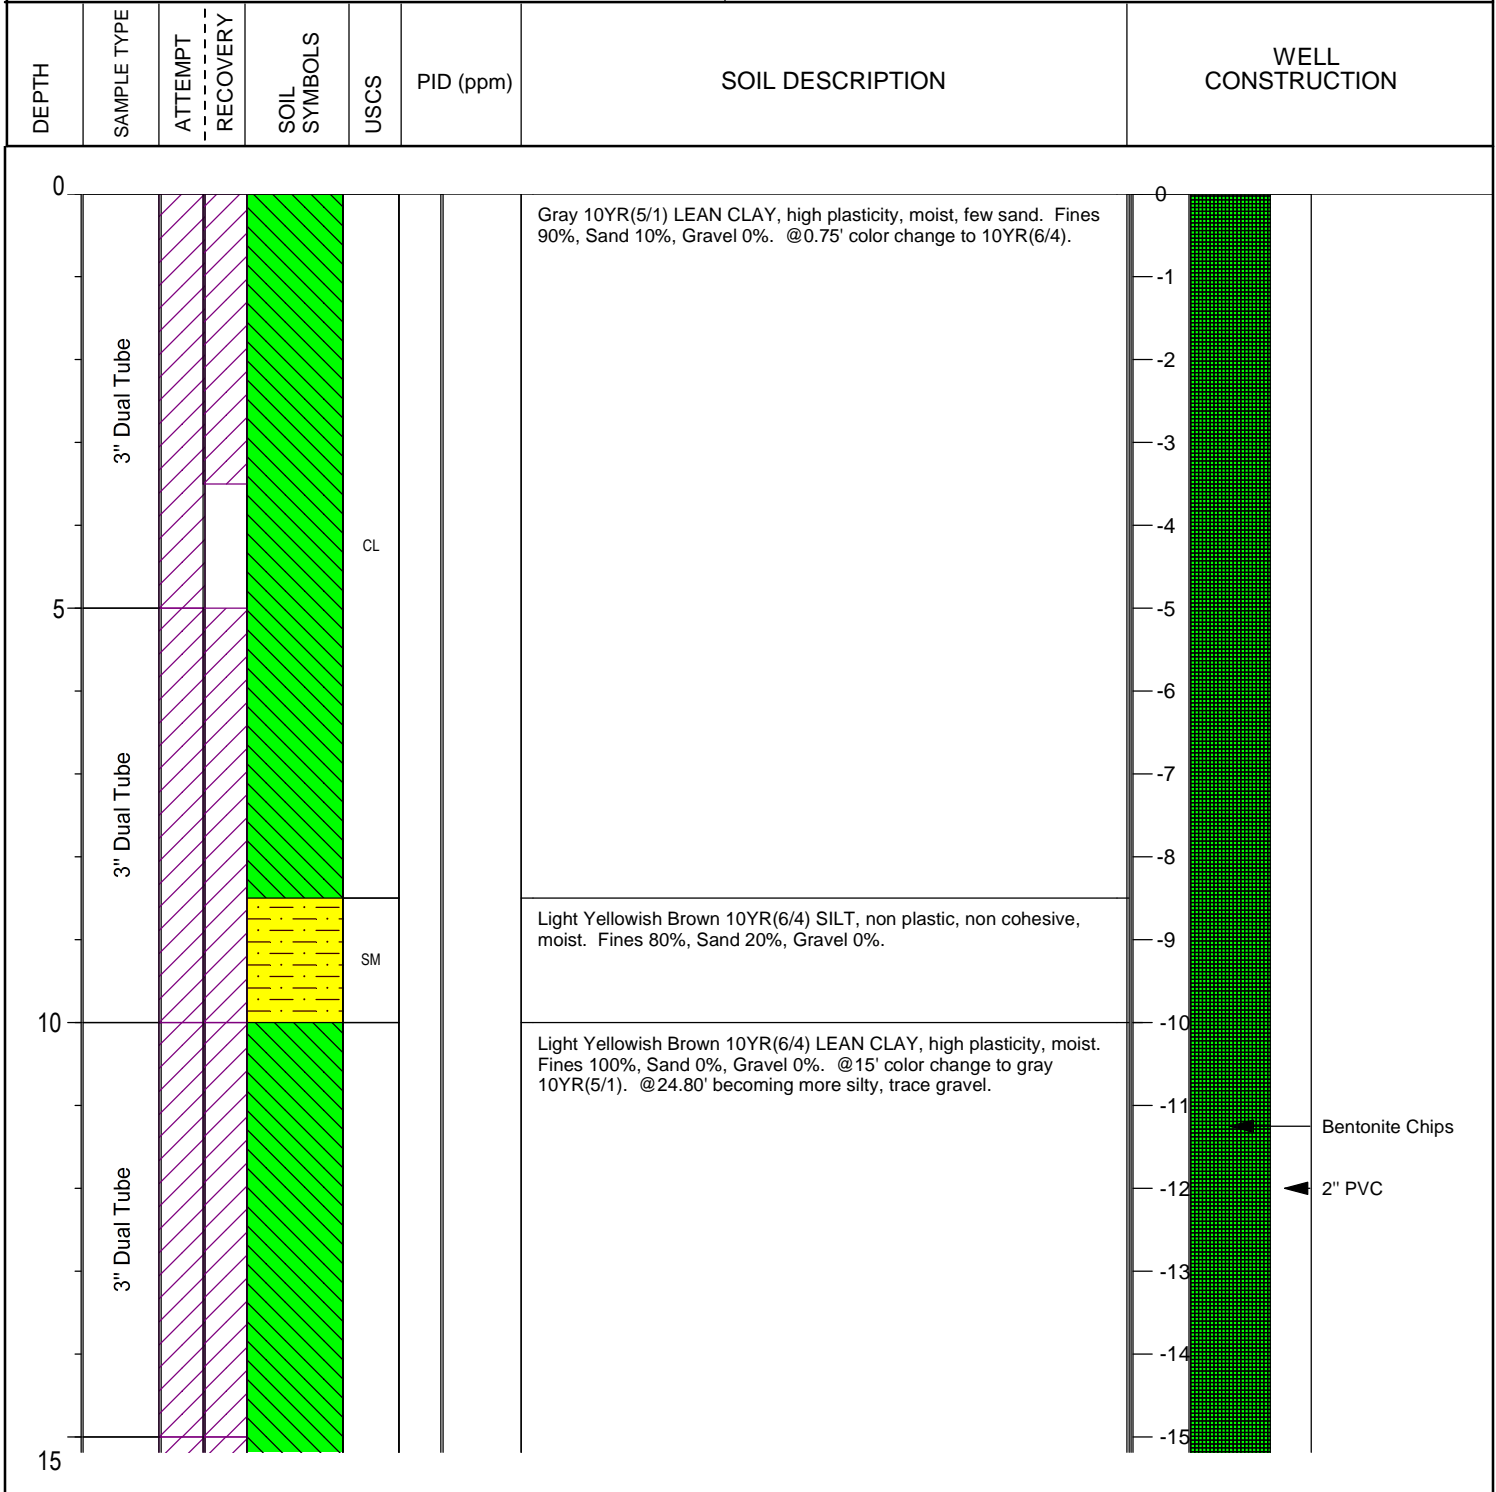 DEPTH
SAMPLE TYPE
ATTEMPT
RECOVERY
SOIL
SYMBOLS
USCS
PID (ppm)
SOIL DESCRIPTION
WELL
CONSTRUCTION
0
5
10
15
3" Dual Tube
3" Dual Tube
3" Dual Tube
CL
SM
Gray 10YR(5/1) LEAN CLAY, high plasticity, moist, few sand. Fines
90%, Sand 10%, Gravel 0%. @0.75' color change to 10YR(6/4).
Light Yellowish Brown 10YR(6/4) SILT, non plastic, non cohesive,
moist. Fines 80%, Sand 20%, Gravel 0%.
Light Yellowish Brown 10YR(6/4) LEAN CLAY, high plasticity, moist.
Fines 100%, Sand 0%, Gravel 0%. @15' color change to gray
10YR(5/1). @24.80' becoming more silty, trace gravel.
0
-1
-2
-3
-4
-5
-6
-7
-8
-9
-10
-11
-12
-13
-14
-15
Bentonite Chips
2" PVC